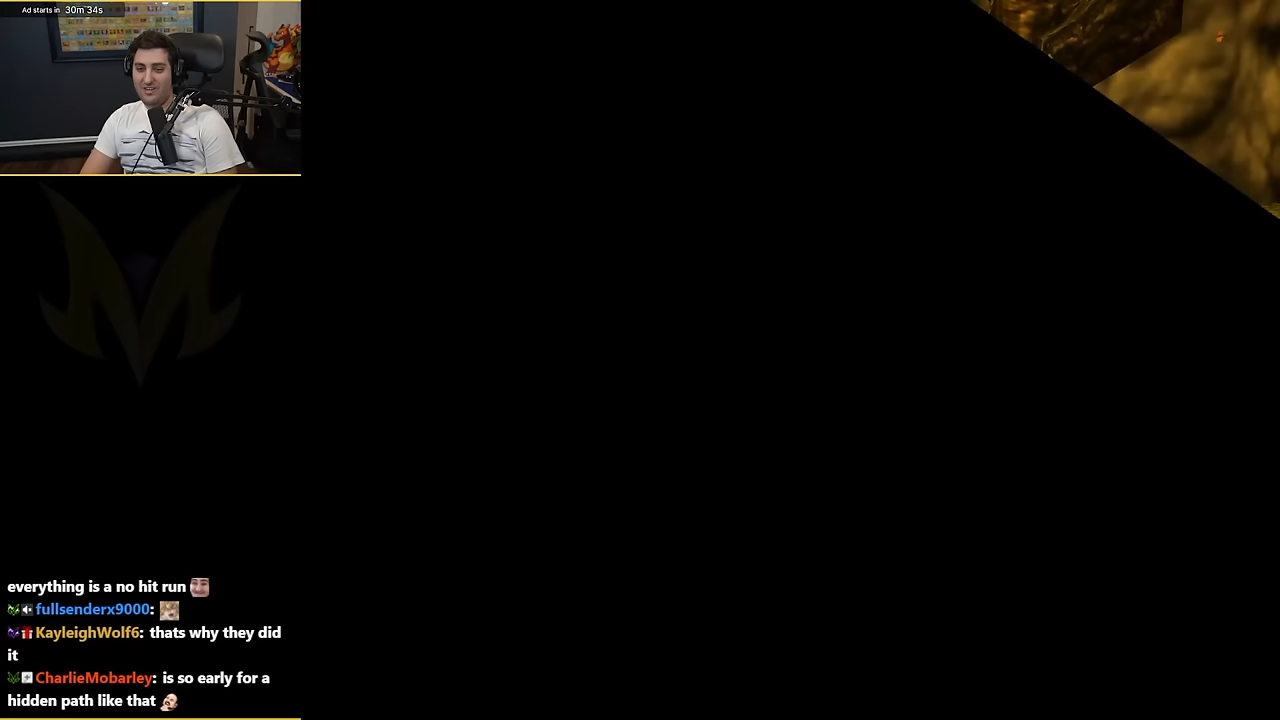 Ad starts in 30m 34s
everything is a no hit run
fullsenderx9000:
KayleighWolf6: thats why they did
it
CharlieMobarley: is so early for a
hidden path like that